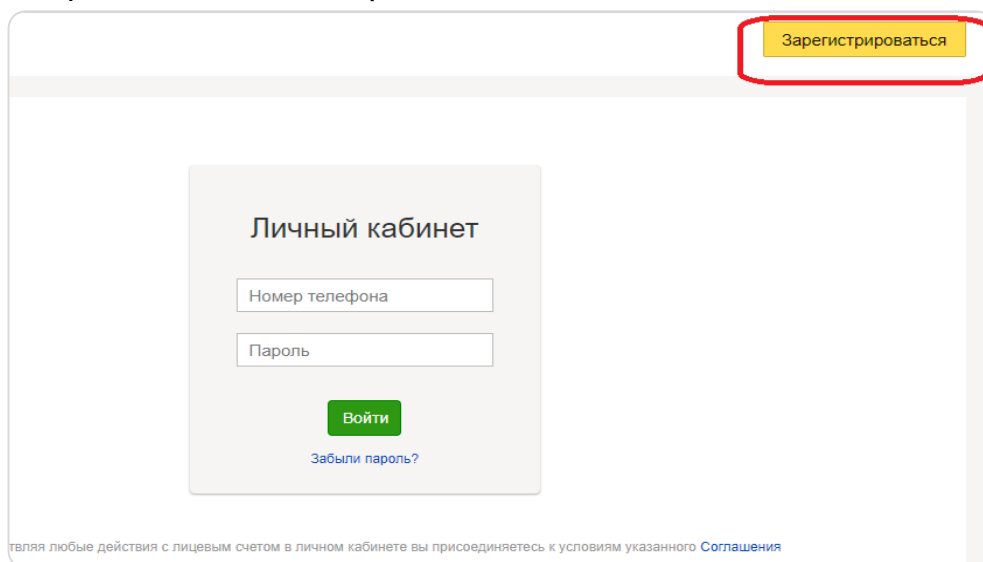 Зарегистрироваться
Личный кабинет
Номер телефона
Пароль
Войти
Забыли пароль?
твляя любые действия с лицевым счетом в личном кабинете вы присоединяетесь к условиям указанного Соглашения